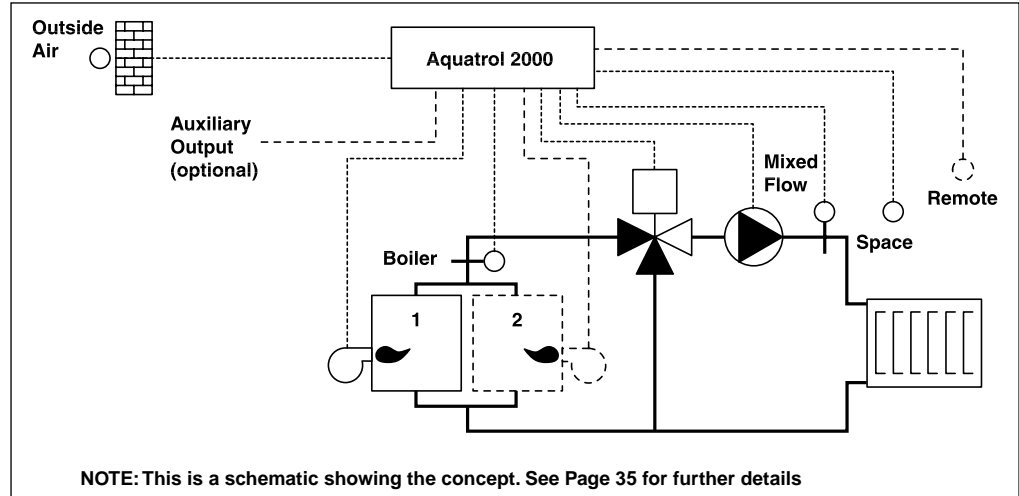 Outside
Air
Aquatrol 2000
Auxiliary
Output
(optional)
Mixed
Flow
Remote
Space
Boiler
1
2
NOTE: This is a schematic showing the concept. See Page 35 for further details